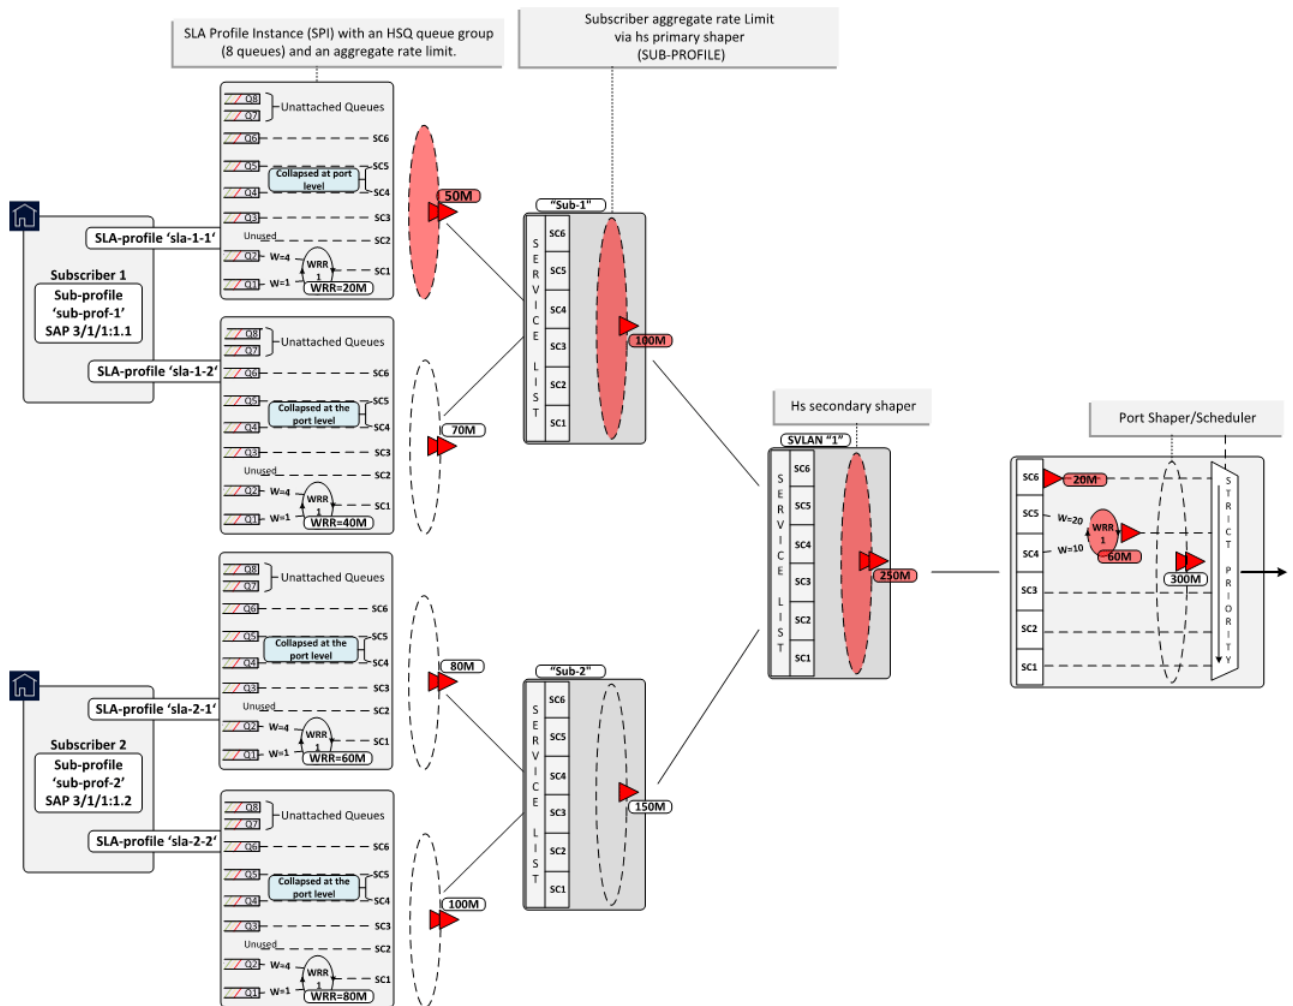 SLA Profile Instance (SPI) with an HSQ queue group
(8 queues) and an aggregate rate limit.
Subscriber aggregate rate Limit
via hs primary shaper
(SUB-PROFILE)
Q8
Q7
Unattached Queues
Q6
SC6
Q5
SC5
Collapsed at port
level
Q4
SC4
Q3
SC3
Unused
SC2
Q2
W=4
WRR
1
SC1
Q1
W=1
WRR=20M
50M
SLA-profile ‘sla-1-1‘
Subscriber 1
Sub-profile
‘sub-prof-1’
SAP 3/1/1:1.1
SLA-profile ‘sla-1-2‘
Q8
Q7
Unattached Queues
Q6
SC6
Q5
SC5
Collapsed at the
port level
Q4
SC4
Q3
SC3
Unused
SC2
Q2
W=4
WRR
1
SC1
Q1
W=1
WRR=40M
70M
“Sub-1”
SERVICE LIST
SC6
SC5
SC4
SC3
SC2
SC1
100M
Q8
Q7
Unattached Queues
Q6
SC6
Q5
SC5
Collapsed at the
port level
Q4
SC4
Q3
SC3
Unused
SC2
Q2
W=4
WRR
1
SC1
Q1
W=1
WRR=60M
80M
SLA-profile ‘sla-2-1‘
Subscriber 2
Sub-profile
‘sub-prof-2’
SAP 3/1/1:1.2
SLA-profile ‘sla-2-2‘
Q8
Q7
Unattached Queues
Q6
SC6
Q5
SC5
Collapsed at the
port level
Q4
SC4
Q3
SC3
Unused
SC2
Q2
W=4
WRR
1
SC1
Q1
W=1
WRR=80M
100M
“Sub-2”
SERVICE LIST
SC6
SC5
SC4
SC3
SC2
SC1
150M
Hs secondary shaper
SVLAN “1”
SERVICE LIST
SC6
SC5
SC4
SC3
SC2
SC1
250M
Port Shaper/Scheduler
SC6
20M
SC5
W=20
WRR
1
SC4
W=10
60M
300M
SC3
SC2
SC1
STRICT PRIORITY